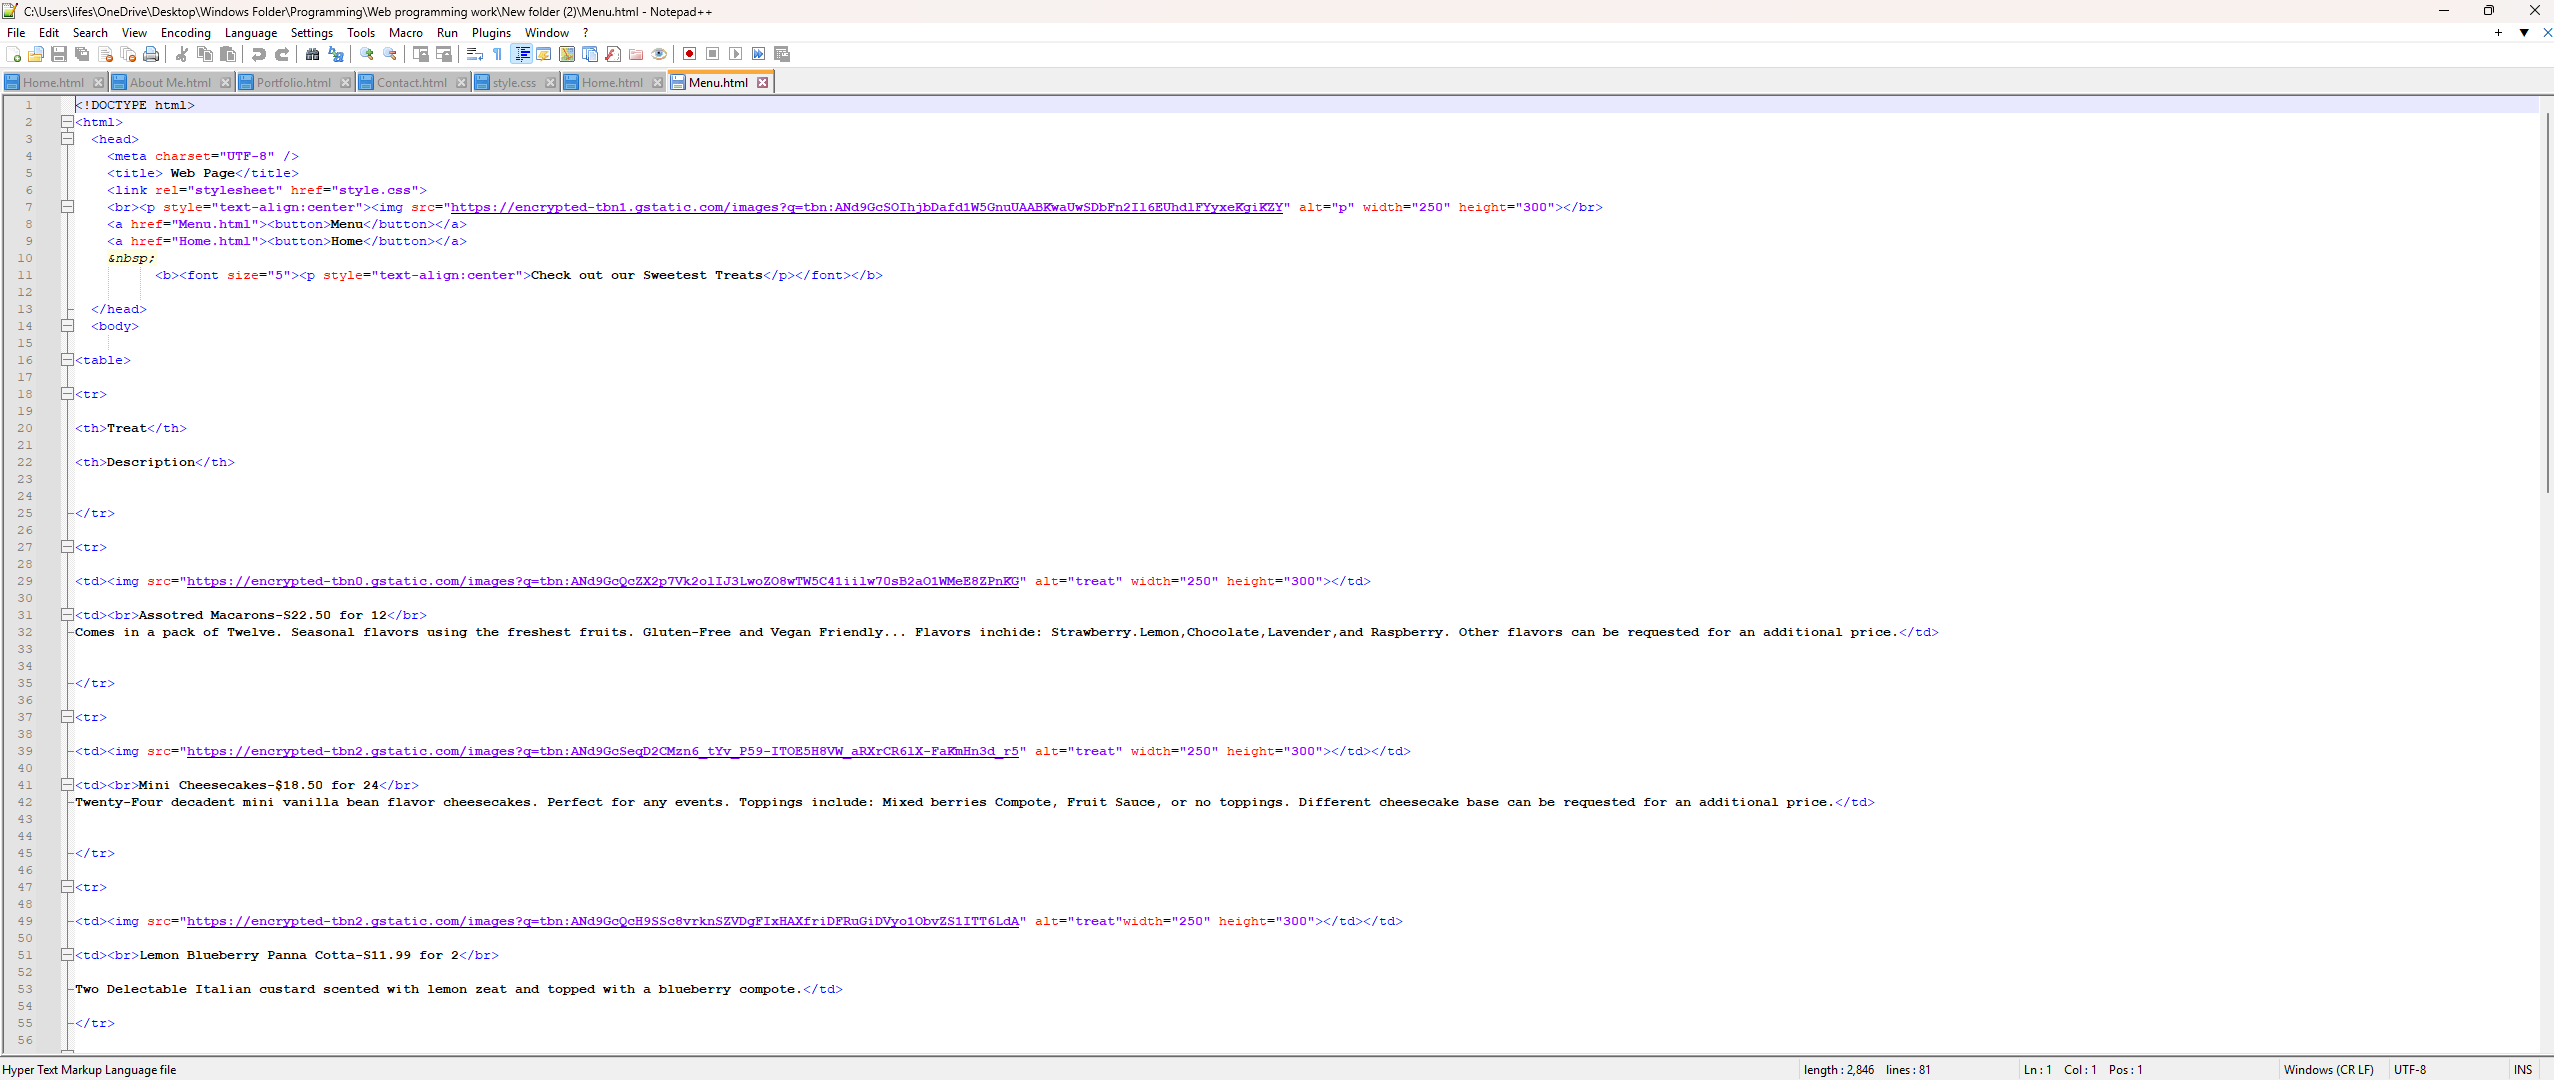 C:\Users\lifes\OneDrive\Desktop\Windows Folder\Programming\Web programming work\New folder (2)\Menu.html - Notepad++
File Edit Search View Encoding Language Settings Tools Macro Run Plugins Window ?
Home.html About Me.html Portfolio.html Contact.html style.css Home.html Menu.html
1 <!DOCTYPE html>
2 <html>
3 <head>
4 <meta charset="UTF-8" />
5 <title> Web Page</title>
6 <link rel="stylesheet" href="style.css">
7 <br><p style="text-align:center"><img src="https://encrypted-tbn1.gstatic.com/images?q=tbn:ANd9GcSOIhjbDafd1W5GnuUAABKwaUwSDbFn2Il6EUhdlFYyxeKgiKZY" alt="p" width="250" height="300"></br>
8 <a href="Menu.html"><button>Menu</button></a>
9 <a href="Home.html"><button>Home</button></a>
10 &nbsp;
11 <b><font size="5"><p style="text-align:center">Check out our Sweetest Treats</p></font></b>
12
13 </head>
14 <body>
15
16 <table>
17
18 <tr>
19
20 <th>Treat</th>
21
22 <th>Description</th>
23
24
25 </tr>
26
27 <tr>
28
29 <td><img src="https://encrypted-tbn0.gstatic.com/images?q=tbn:ANd9GcQcZX2p7Vk2olIJ3LwoZO8wTW5C41iilw70sB2aO1WMeE8ZPnKG" alt="treat" width="250" height="300"></td>
30
31 <td><br>Assotred Macarons-S22.50 for 12</br>
32 Comes in a pack of Twelve. Seasonal flavors using the freshest fruits. Gluten-Free and Vegan Friendly... Flavors inchide: Strawberry.Lemon,Chocolate,Lavender,and Raspberry. Other flavors can be requested for an additional price.</td>
33
34
35 </tr>
36
37 <tr>
38
39 <td><img src="https://encrypted-tbn2.gstatic.com/images?q=tbn:ANd9GcSeqD2CMzn6_tYv_P59-ITOE5H8VW_aRXrCR6lX-FaKmHn3d_r5" alt="treat" width="250" height="300"></td></td>
40
41 <td><br>Mini Cheesecakes-$18.50 for 24</br>
42 Twenty-Four decadent mini vanilla bean flavor cheesecakes. Perfect for any events. Toppings include: Mixed berries Compote, Fruit Sauce, or no toppings. Different cheesecake base can be requested for an additional price.</td>
43
44
45 </tr>
46
47 <tr>
48
49 <td><img src="https://encrypted-tbn2.gstatic.com/images?q=tbn:ANd9GcQcH9SSc8vrknSZVDgFIxHAXfriDFRuGiDVyo1ObvZS1ITT6LdA" alt="treat"width="250" height="300"></td></td>
50
51 <td><br>Lemon Blueberry Panna Cotta-S11.99 for 2</br>
52
53 Two Delectable Italian custard scented with lemon zeat and topped with a blueberry compote.</td>
54
55 </tr>
56
Hyper Text Markup Language file length : 2,846 lines : 81 Ln : 1 Col : 1 Pos : 1 Windows (CR LF) UTF-8 INS